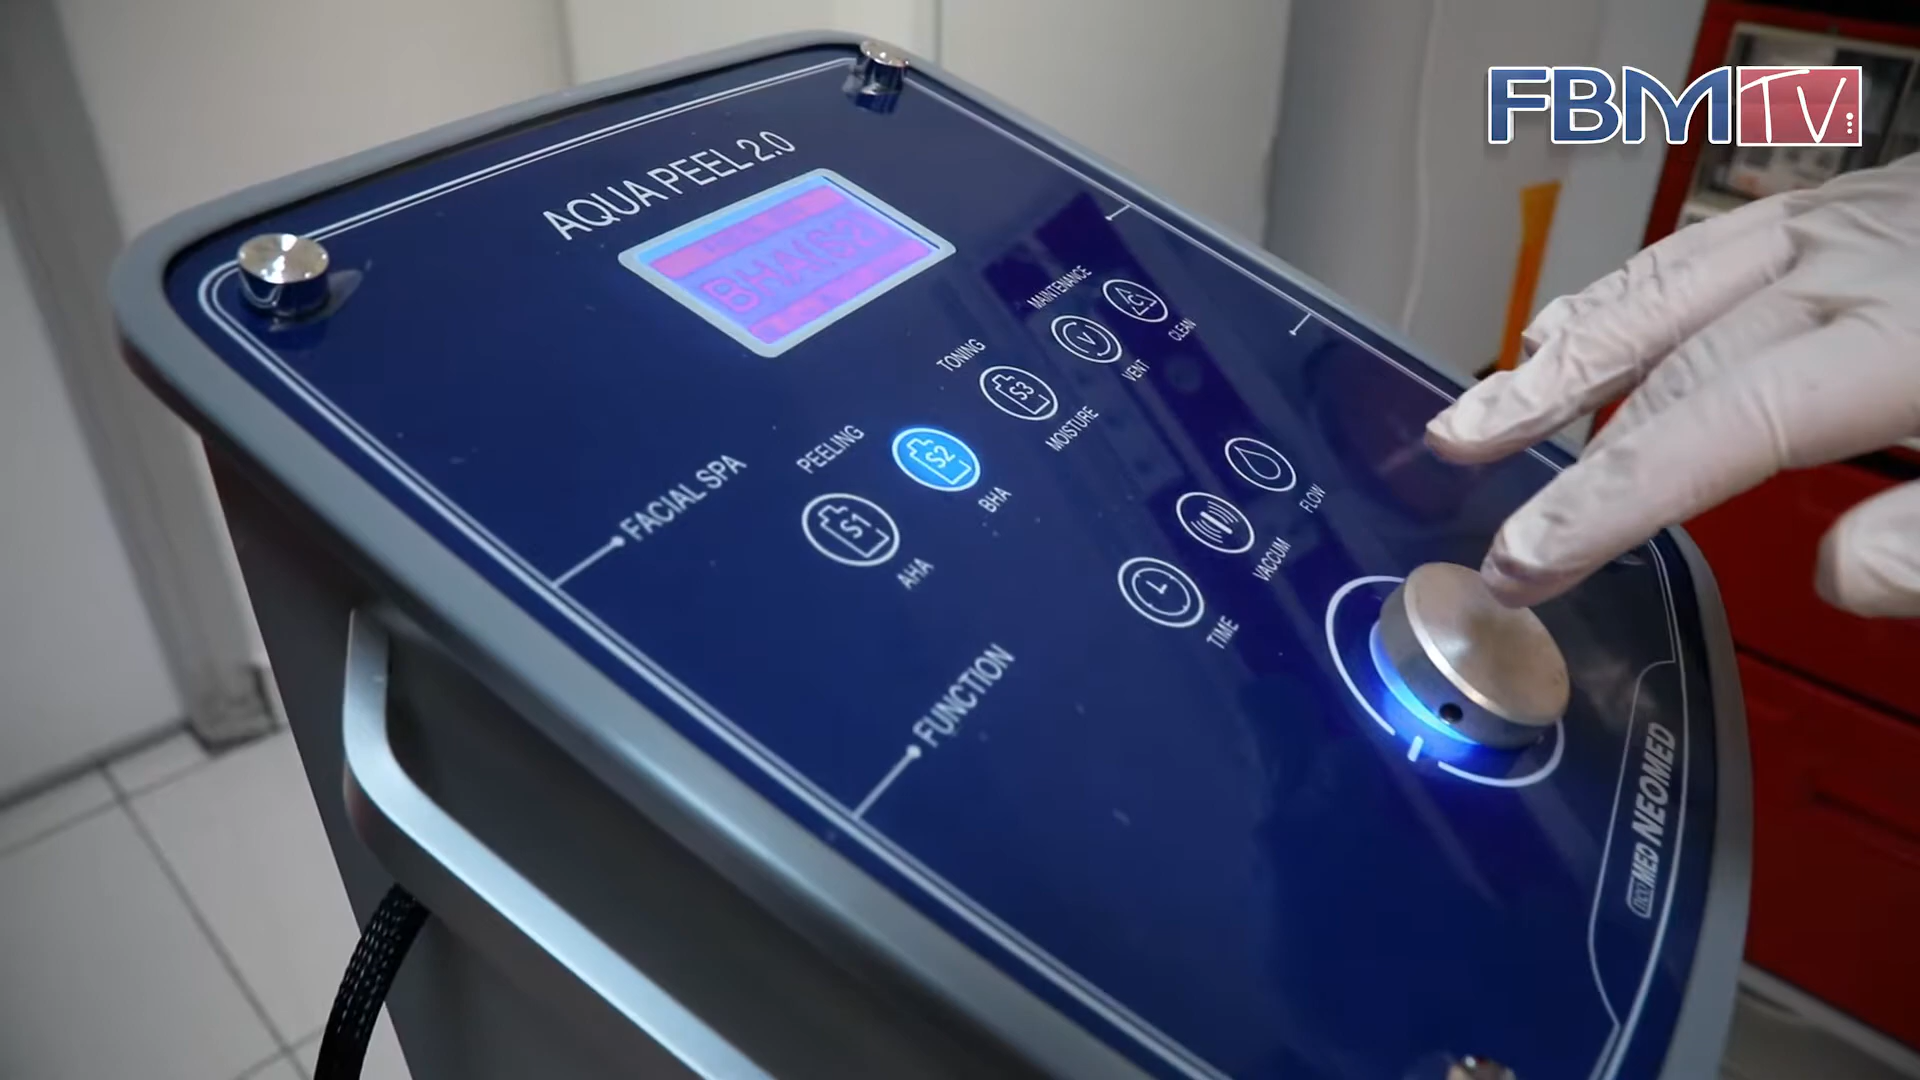 FBMTV
AQUA PEEL 2.0
BHA(S2)
MAINTENANCE
C
CLEAN
V
VENT
TONING
S3
MOISTURE
PEELING
S2
BHA
S1
AHA
FACIAL SPA
FLOW
VACCUM
TIME
FUNCTION
MED NEOMED